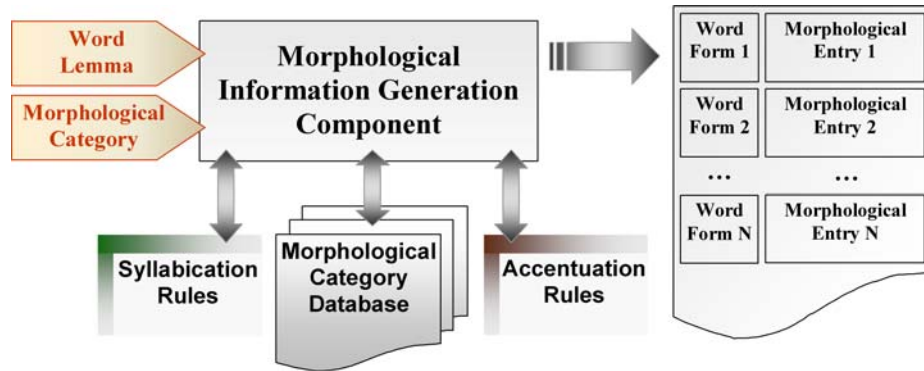 Word
Lemma
Morphological
Category
Morphological
Information Generation
Component
Syllabication
Rules
Morphological
Category
Database
Accentuation
Rules
Word
Form 1
Morphological
Entry 1
Word
Form 2
Morphological
Entry 2
...
...
Word
Form N
Morphological
Entry N